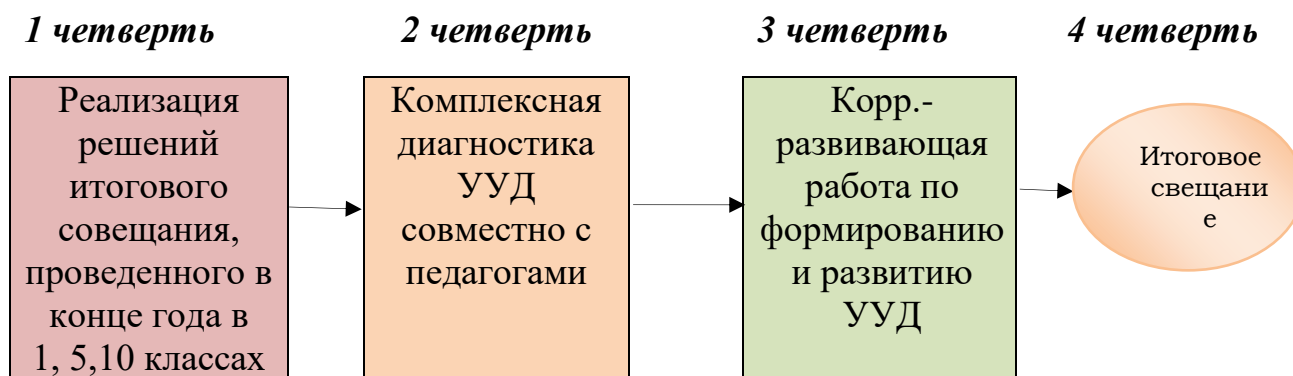 1 четверть
2 четверть
3 четверть
4 четверть
Реализация
решений
итогового
совещания,
проведенного в
конце года в
1, 5,10 классах
Комплексная
диагностика
УУД
совместно с
педагогами
Корр.-
развивающая
работа по
формированию
и развитию
УУД
Итоговое
свещани
е